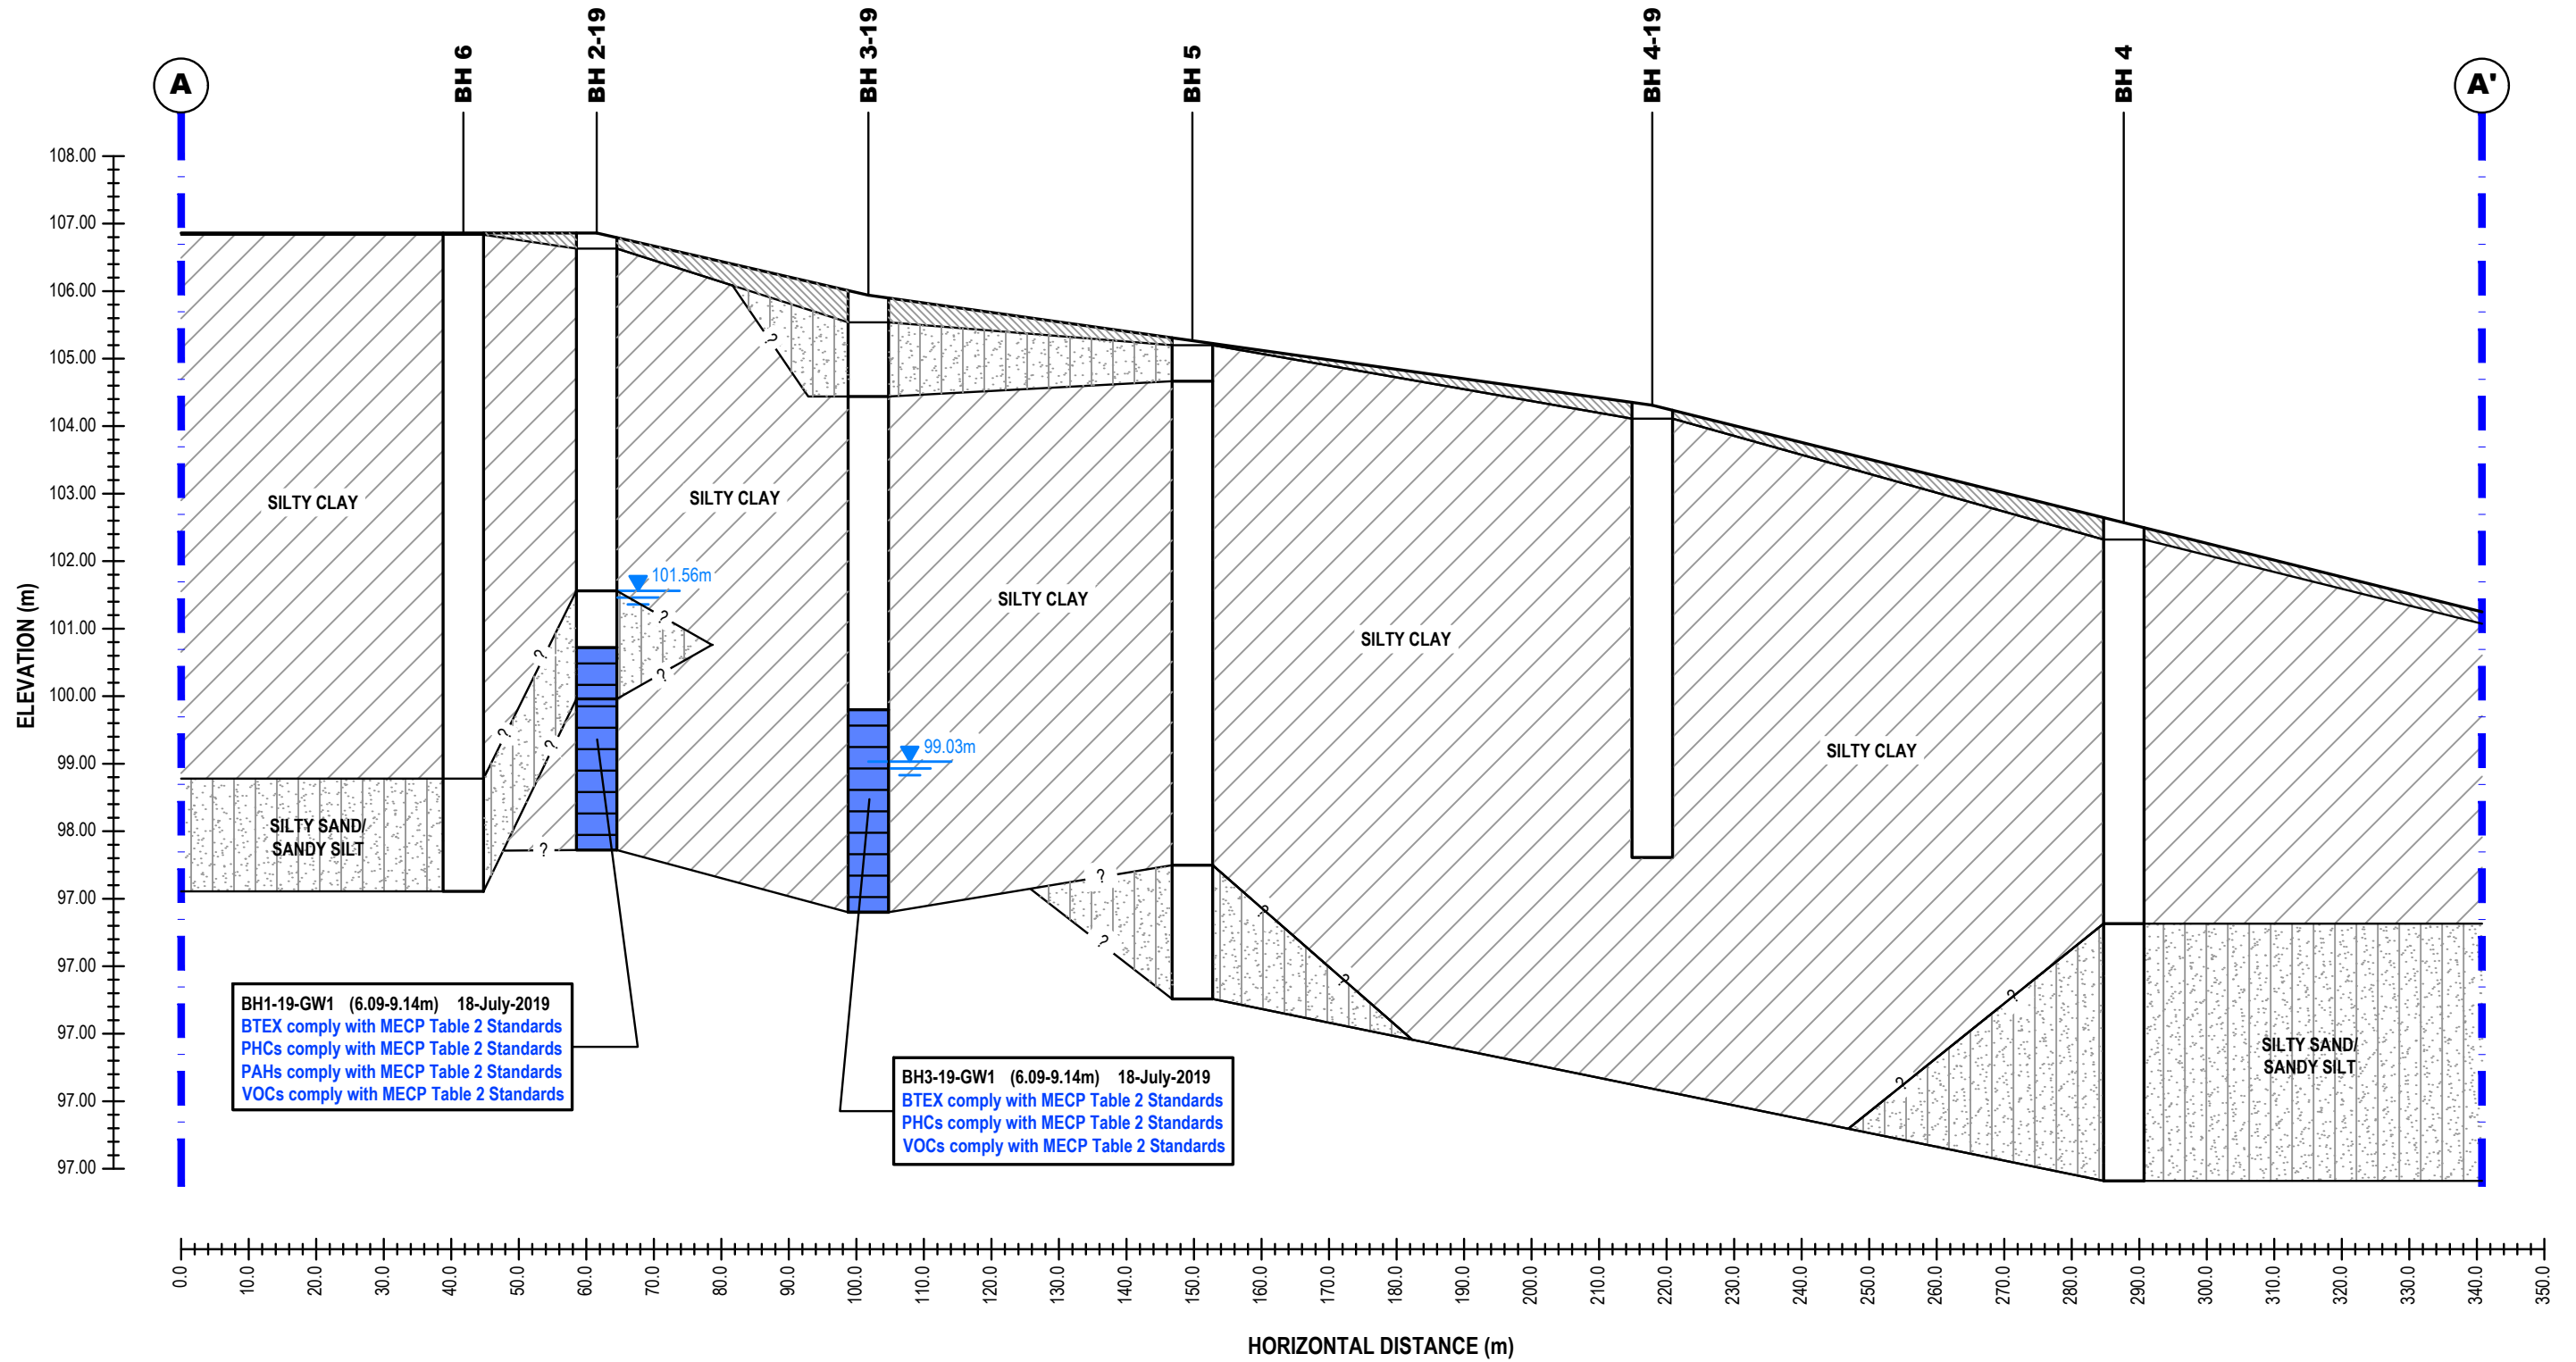 A
BH 6
BH 2-19
BH 3-19
BH 5
BH 4-19
BH 4
A'
108.00
107.00
106.00
105.00
104.00
103.00
102.00
101.00
100.00
99.00
98.00
97.00
97.00
97.00
97.00
97.00
ELEVATION (m)
SILTY CLAY
SILTY CLAY
SILTY CLAY
SILTY CLAY
SILTY CLAY
101.56m
99.03m
SILTY SAND/
SANDY SILT
SILTY SAND/
SANDY SILT
?
?
?
?
?
?
?
?
?
?
?
?
?
?
BH1-19-GW1 (6.09-9.14m) 18-July-2019
BTEX comply with MECP Table 2 Standards
PHCs comply with MECP Table 2 Standards
PAHs comply with MECP Table 2 Standards
VOCs comply with MECP Table 2 Standards
BH3-19-GW1 (6.09-9.14m) 18-July-2019
BTEX comply with MECP Table 2 Standards
PHCs comply with MECP Table 2 Standards
VOCs comply with MECP Table 2 Standards
0.0
10.0
20.0
30.0
40.0
50.0
60.0
70.0
80.0
90.0
100.0
110.0
120.0
130.0
140.0
150.0
160.0
170.0
180.0
190.0
200.0
210.0
220.0
230.0
240.0
250.0
260.0
270.0
280.0
290.0
300.0
310.0
320.0
330.0
340.0
350.0
HORIZONTAL DISTANCE (m)